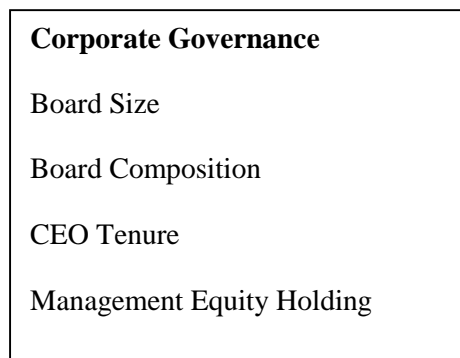 Corporate Governance
Board Size
Board Composition
CEO Tenure
Management Equity Holding